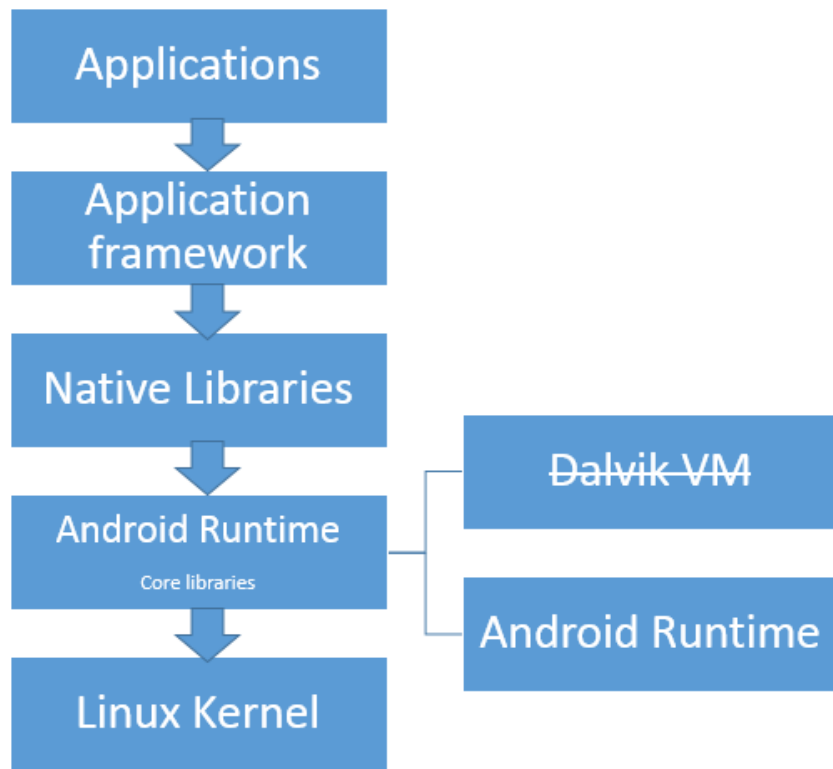 Applications
Application
framework
Native Libraries
Android Runtime
Core libraries
Linux Kernel
Dalvik VM
Android Runtime